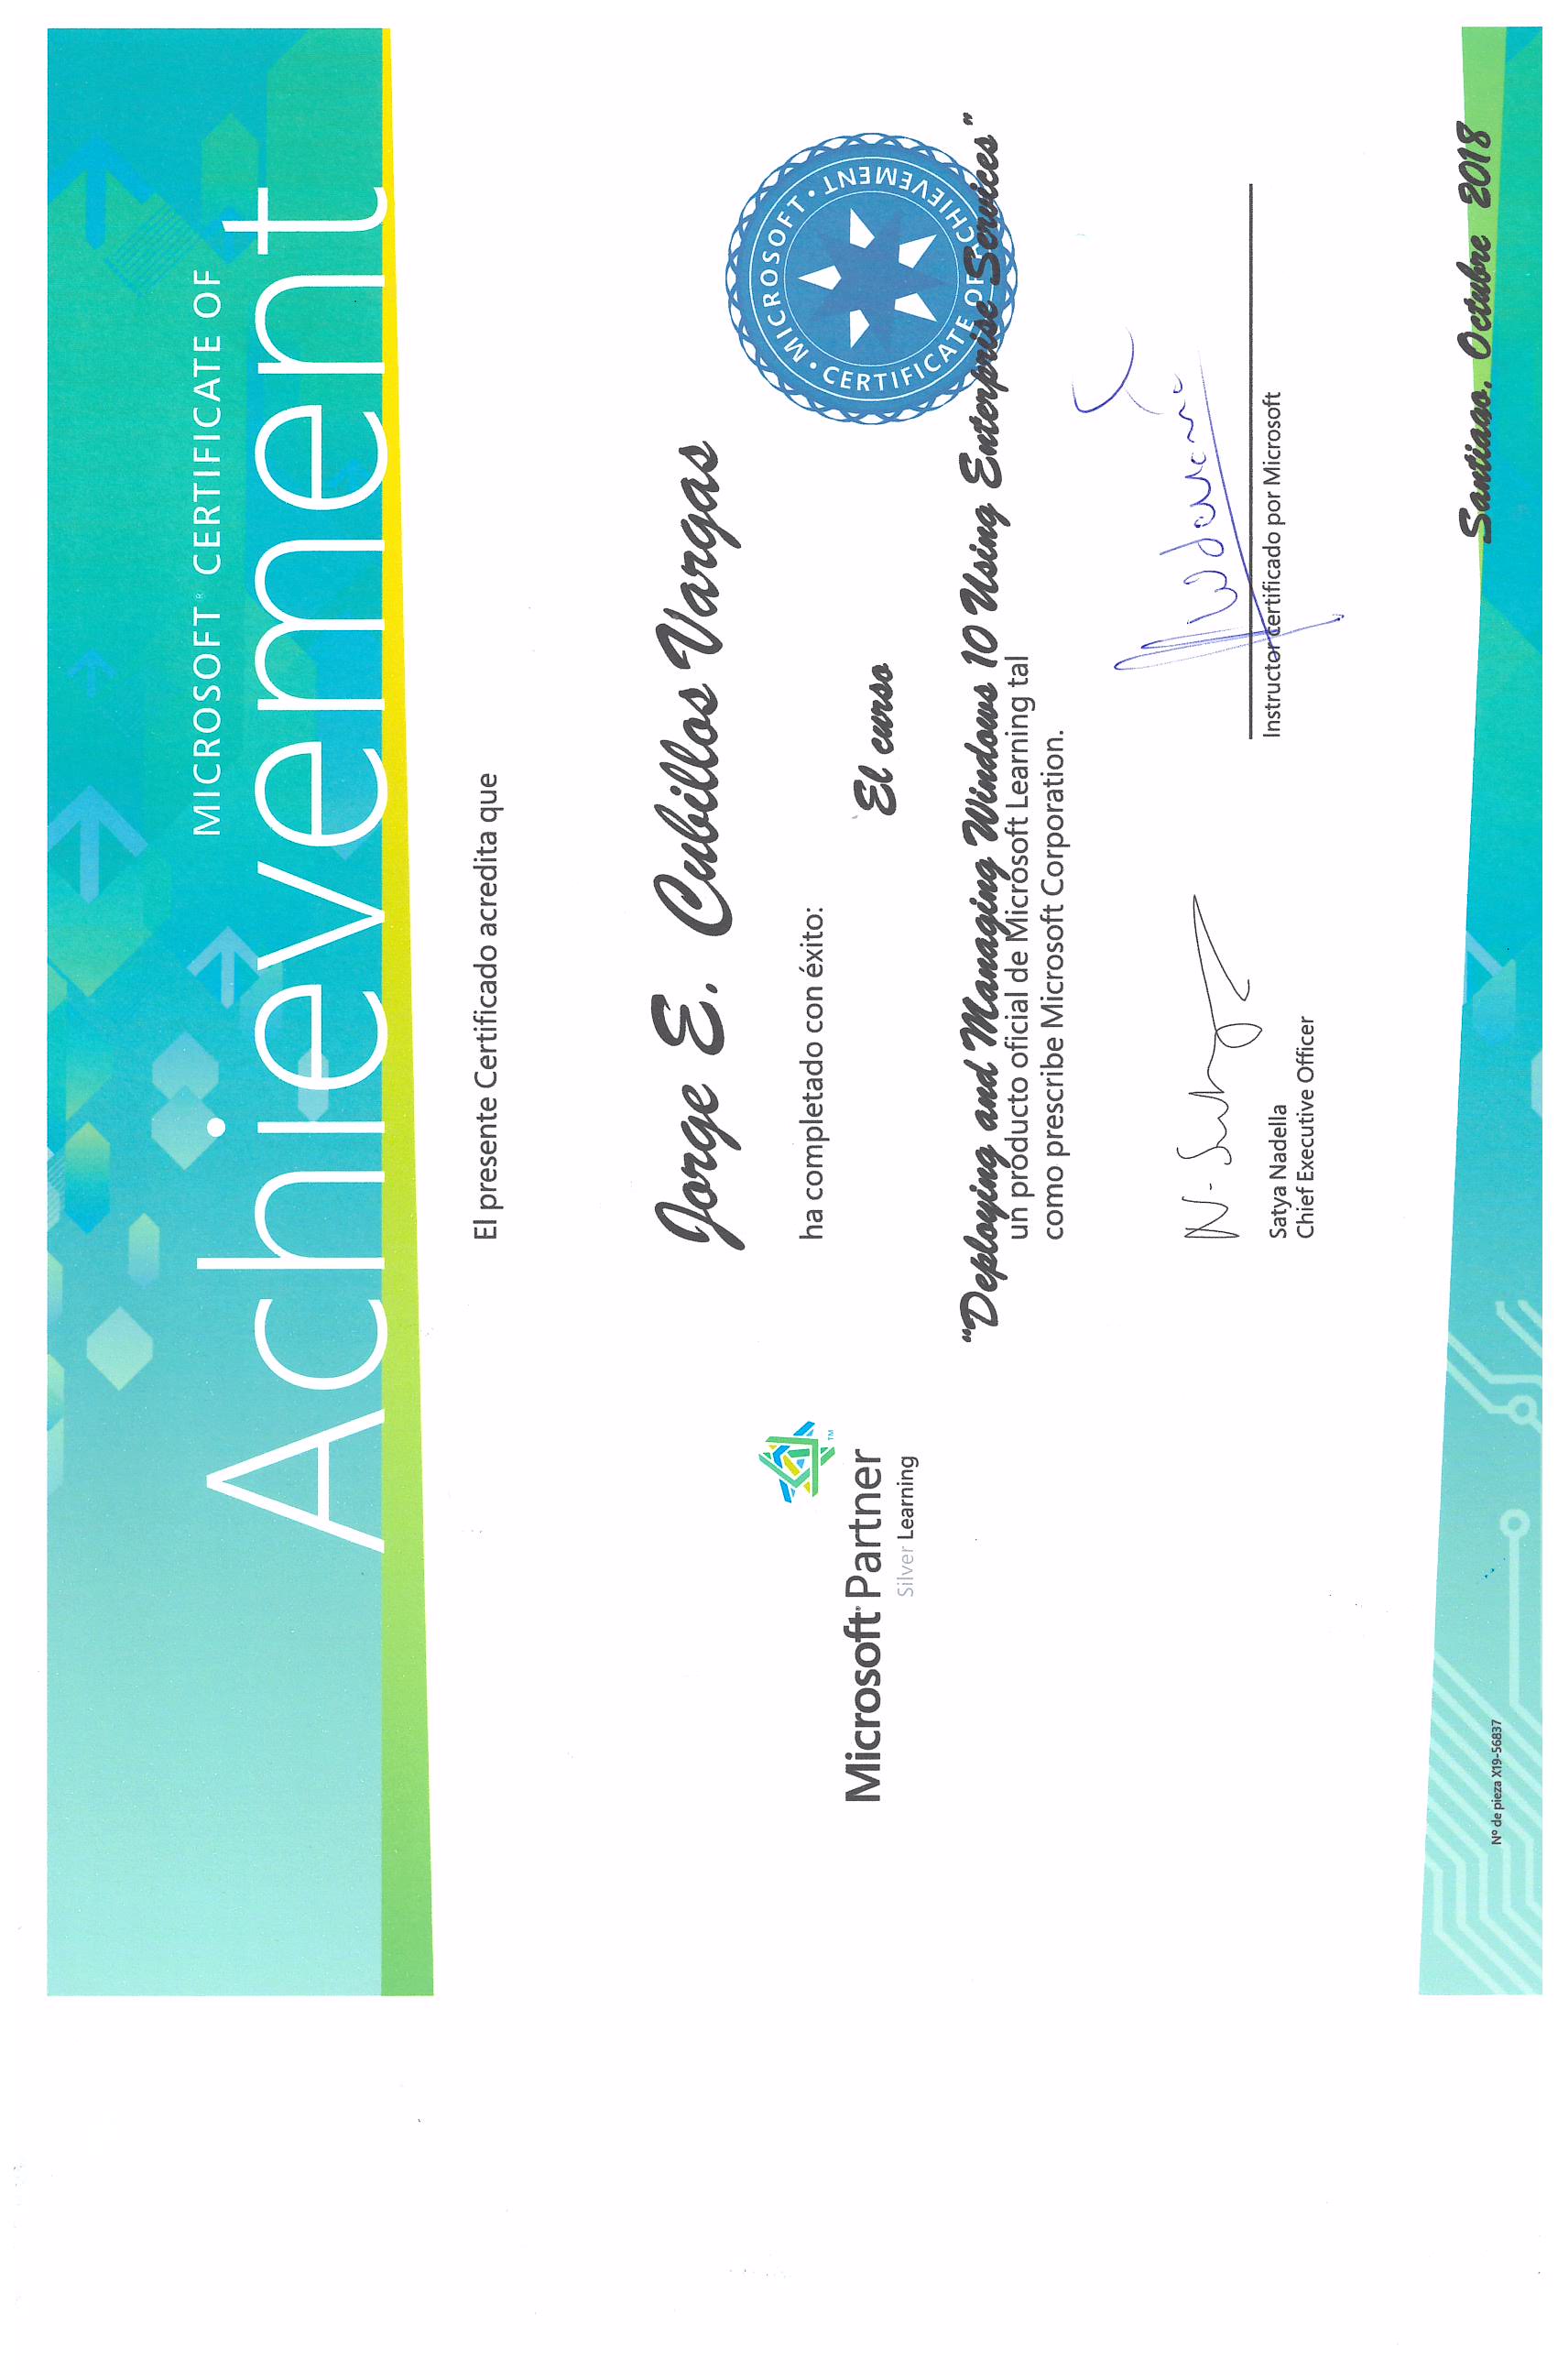 MICROSOFT® CERTIFICATE OF
Achievement
El presente Certificado acredita que
Jorge E. Cubillos Vargas
ha completado con éxito:
El curso
"Deploying and Managing Windows 10 Using Enterprise Services"
un producto oficial de Microsoft Learning tal
como prescribe Microsoft Corporation.
Microsoft® Partner
Silver Learning
TM
• MICROSOFT •
CERTIFICATE OF ACHIEVEMENT
Satya Nadella
Chief Executive Officer
Instructor certificado por Microsoft
Nº de pieza X19-56837
Santiago, Octubre 2018